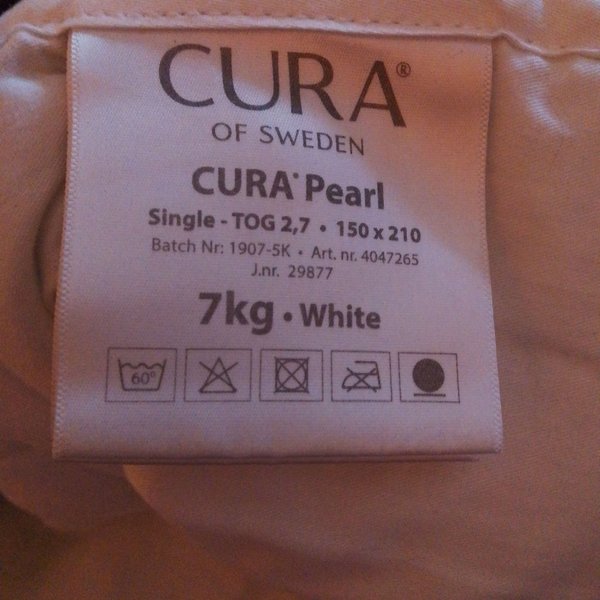 CURA®
OF SWEDEN
CURA® Pearl
Single - TOG 2,7 • 150 x 210
Batch Nr: 1907-5K • Art. nr. 4047265
J.nr. 29877
7kg • White
60°